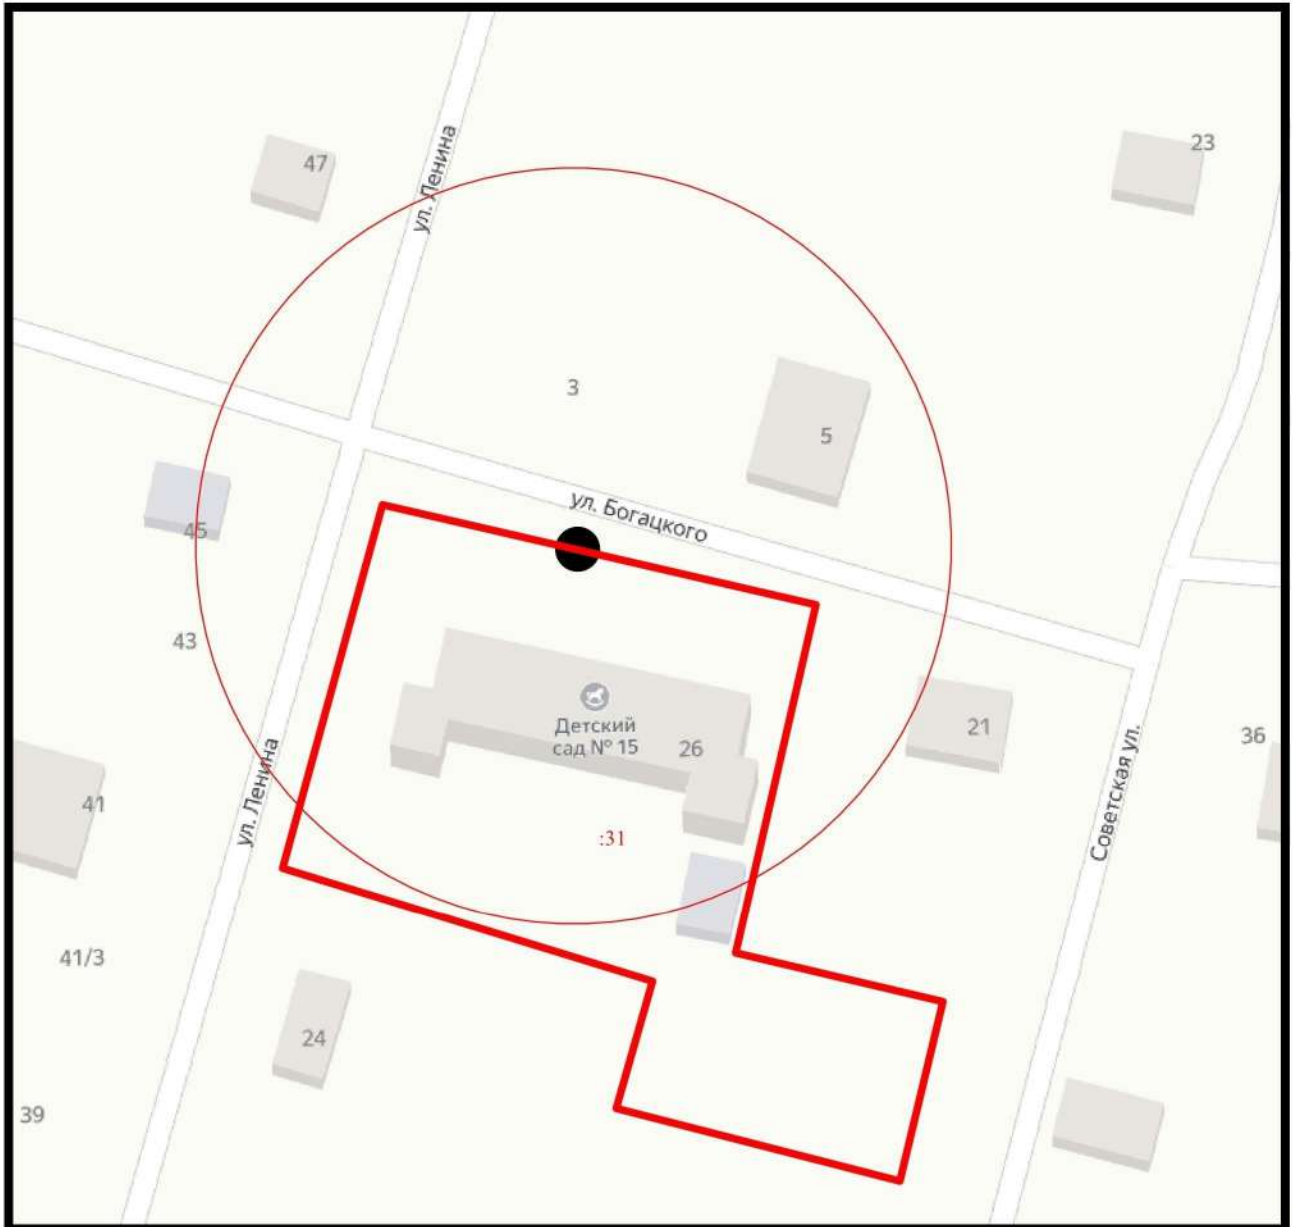 47
ул. Ленина
23
3
5
ул. Богацкого
45
43
Детский
сад № 15
26
21
36
Советская ул.
ул. Ленина
41
:31
41/3
24
39